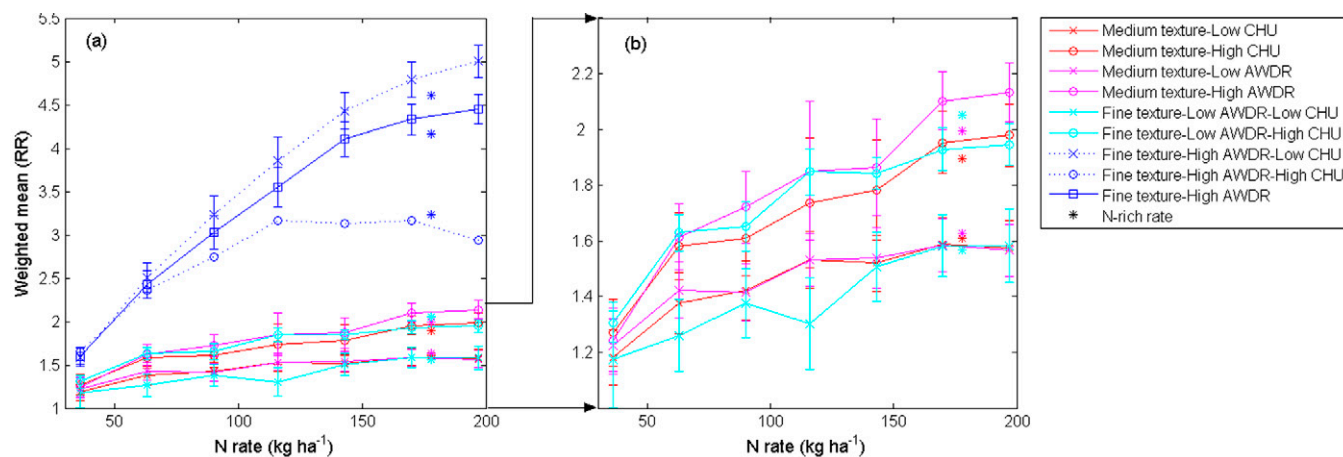 Weighted mean (RR)
5.5
5
4.5
4
3.5
3
2.5
2
1.5
1
(a)
50
100
150
200
N rate (kg ha⁻¹)
2.2
2
1.8
1.6
1.4
1.2
(b)
50
100
150
200
N rate (kg ha⁻¹)
Medium texture-Low CHU
Medium texture-High CHU
Medium texture-Low AWDR
Medium texture-High AWDR
Fine texture-Low AWDR-Low CHU
Fine texture-Low AWDR-High CHU
Fine texture-High AWDR-Low CHU
Fine texture-High AWDR-High CHU
Fine texture-High AWDR
N-rich rate